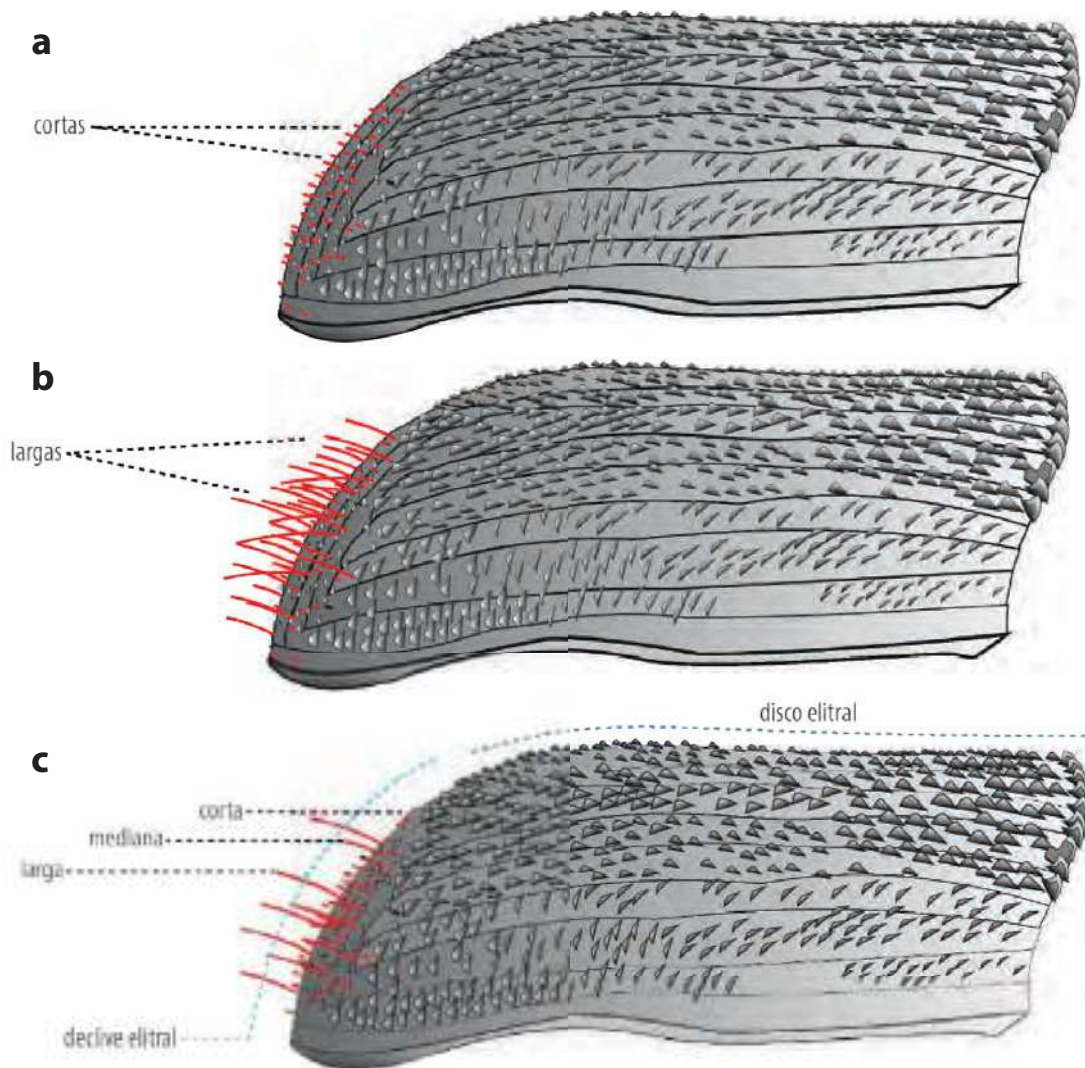 a
cortas
b
largas
disco elitral
c
corta
mediana
larga
declive elitral